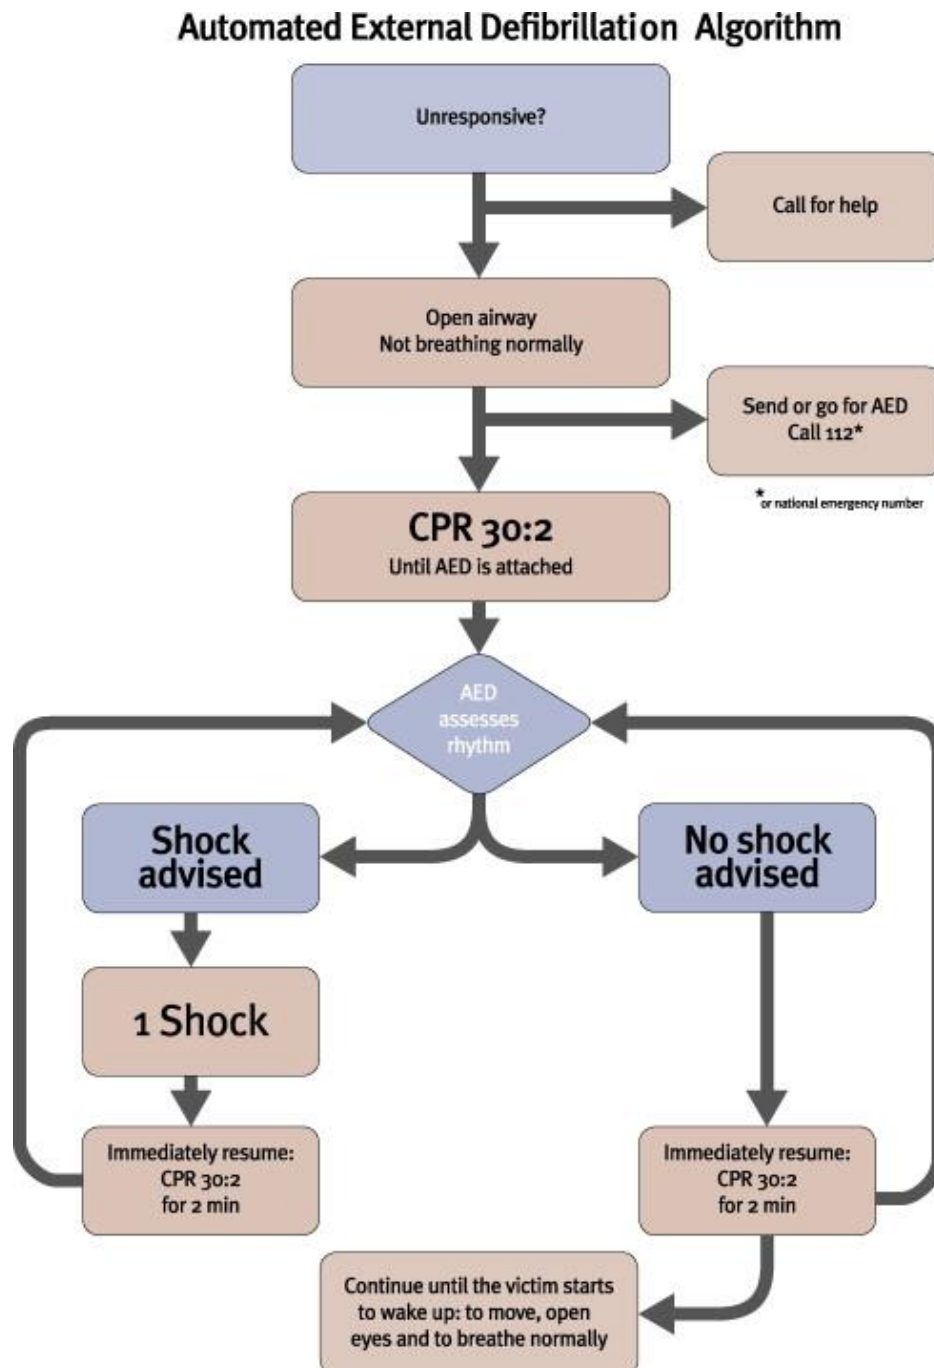 Automated External Defibrillation Algorithm
Unresponsive?
Call for help
Open airway
Not breathing normally
Send or go for AED
Call 112*
*or national emergency number
CPR 30:2
Until AED is attached
AED
assesses
rhythm
Shock
advised
No shock
advised
1 Shock
Immediately resume:
CPR 30:2
for 2 min
Immediately resume:
CPR 30:2
for 2 min
Continue until the victim starts
to wake up: to move, open
eyes and to breathe normally